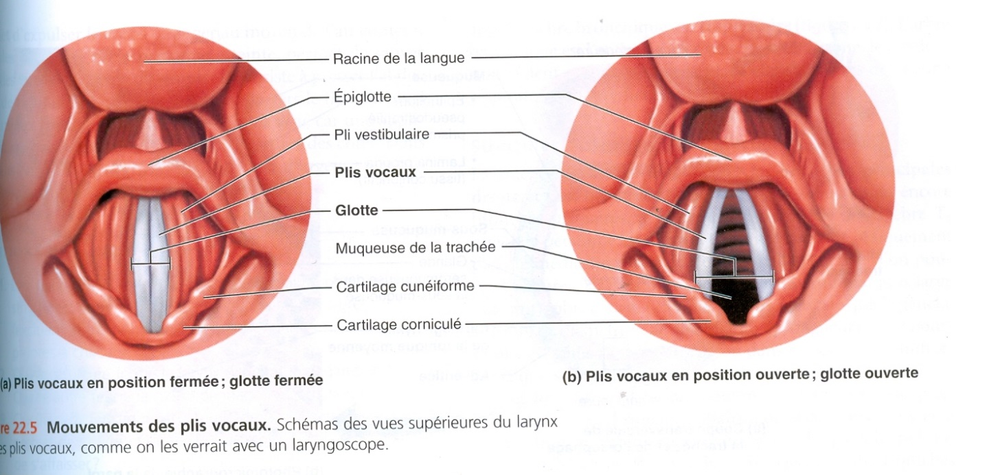 Racine de la langue
Épiglotte
Pli vestibulaire
Plis vocaux
Glotte
Muqueuse de la trachée
Cartilage cunéiforme
Cartilage corniculé
(a) Plis vocaux en position fermée ; glotte fermée
(b) Plis vocaux en position ouverte ; glotte ouverte
re 22.5 Mouvements des plis vocaux. Schémas des vues supérieures du larynx
es plis vocaux, comme on les verrait avec un laryngoscope.